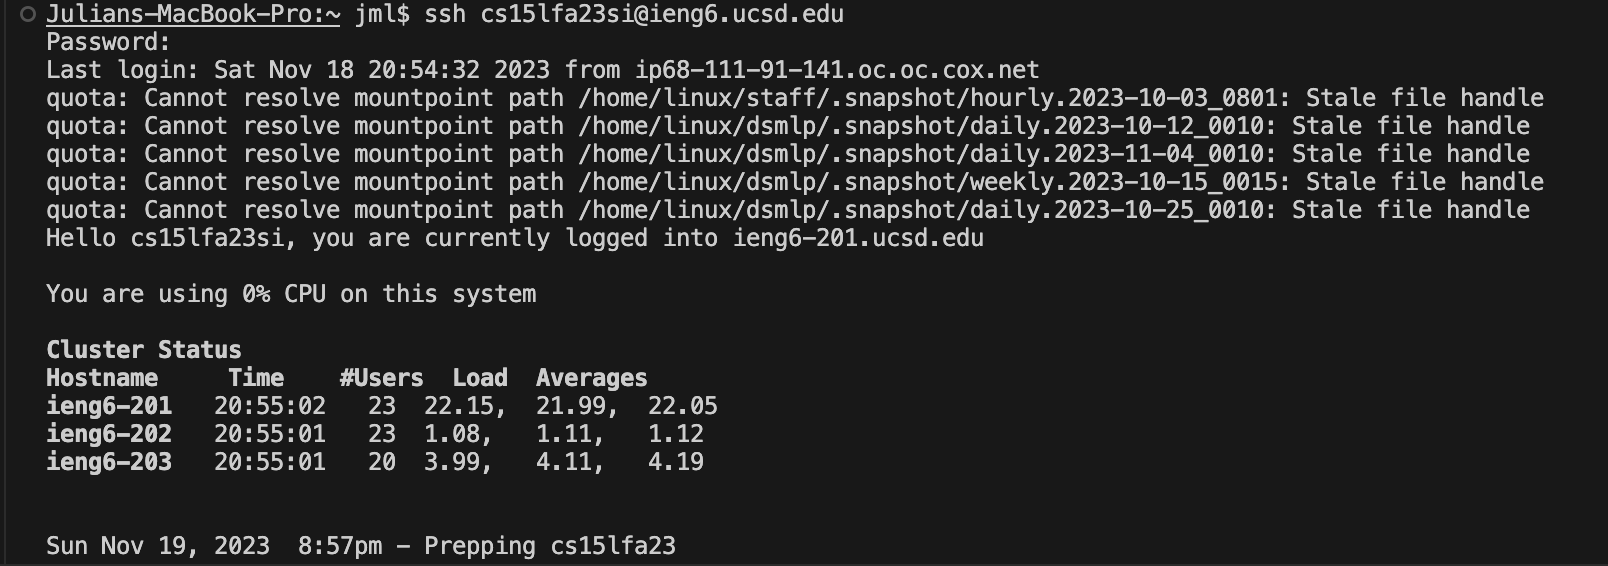 Julians-MacBook-Pro:~ jml$ ssh cs15lfa23si@ieng6.ucsd.edu
Password:
Last login: Sat Nov 18 20:54:32 2023 from ip68-111-91-141.oc.oc.cox.net
quota: Cannot resolve mountpoint path /home/linux/staff/.snapshot/hourly.2023-10-03_0801: Stale file handle
quota: Cannot resolve mountpoint path /home/linux/dsmlp/.snapshot/daily.2023-10-12_0010: Stale file handle
quota: Cannot resolve mountpoint path /home/linux/dsmlp/.snapshot/daily.2023-11-04_0010: Stale file handle
quota: Cannot resolve mountpoint path /home/linux/dsmlp/.snapshot/weekly.2023-10-15_0015: Stale file handle
quota: Cannot resolve mountpoint path /home/linux/dsmlp/.snapshot/daily.2023-10-25_0010: Stale file handle
Hello cs15lfa23si, you are currently logged into ieng6-201.ucsd.edu
You are using 0% CPU on this system
Cluster Status
Hostname     Time    #Users  Load  Averages
ieng6-201   20:55:02   23  22.15,  21.99,  22.05
ieng6-202   20:55:01   23  1.08,   1.11,   1.12
ieng6-203   20:55:01   20  3.99,   4.11,   4.19
Sun Nov 19, 2023  8:57pm - Prepping cs15lfa23